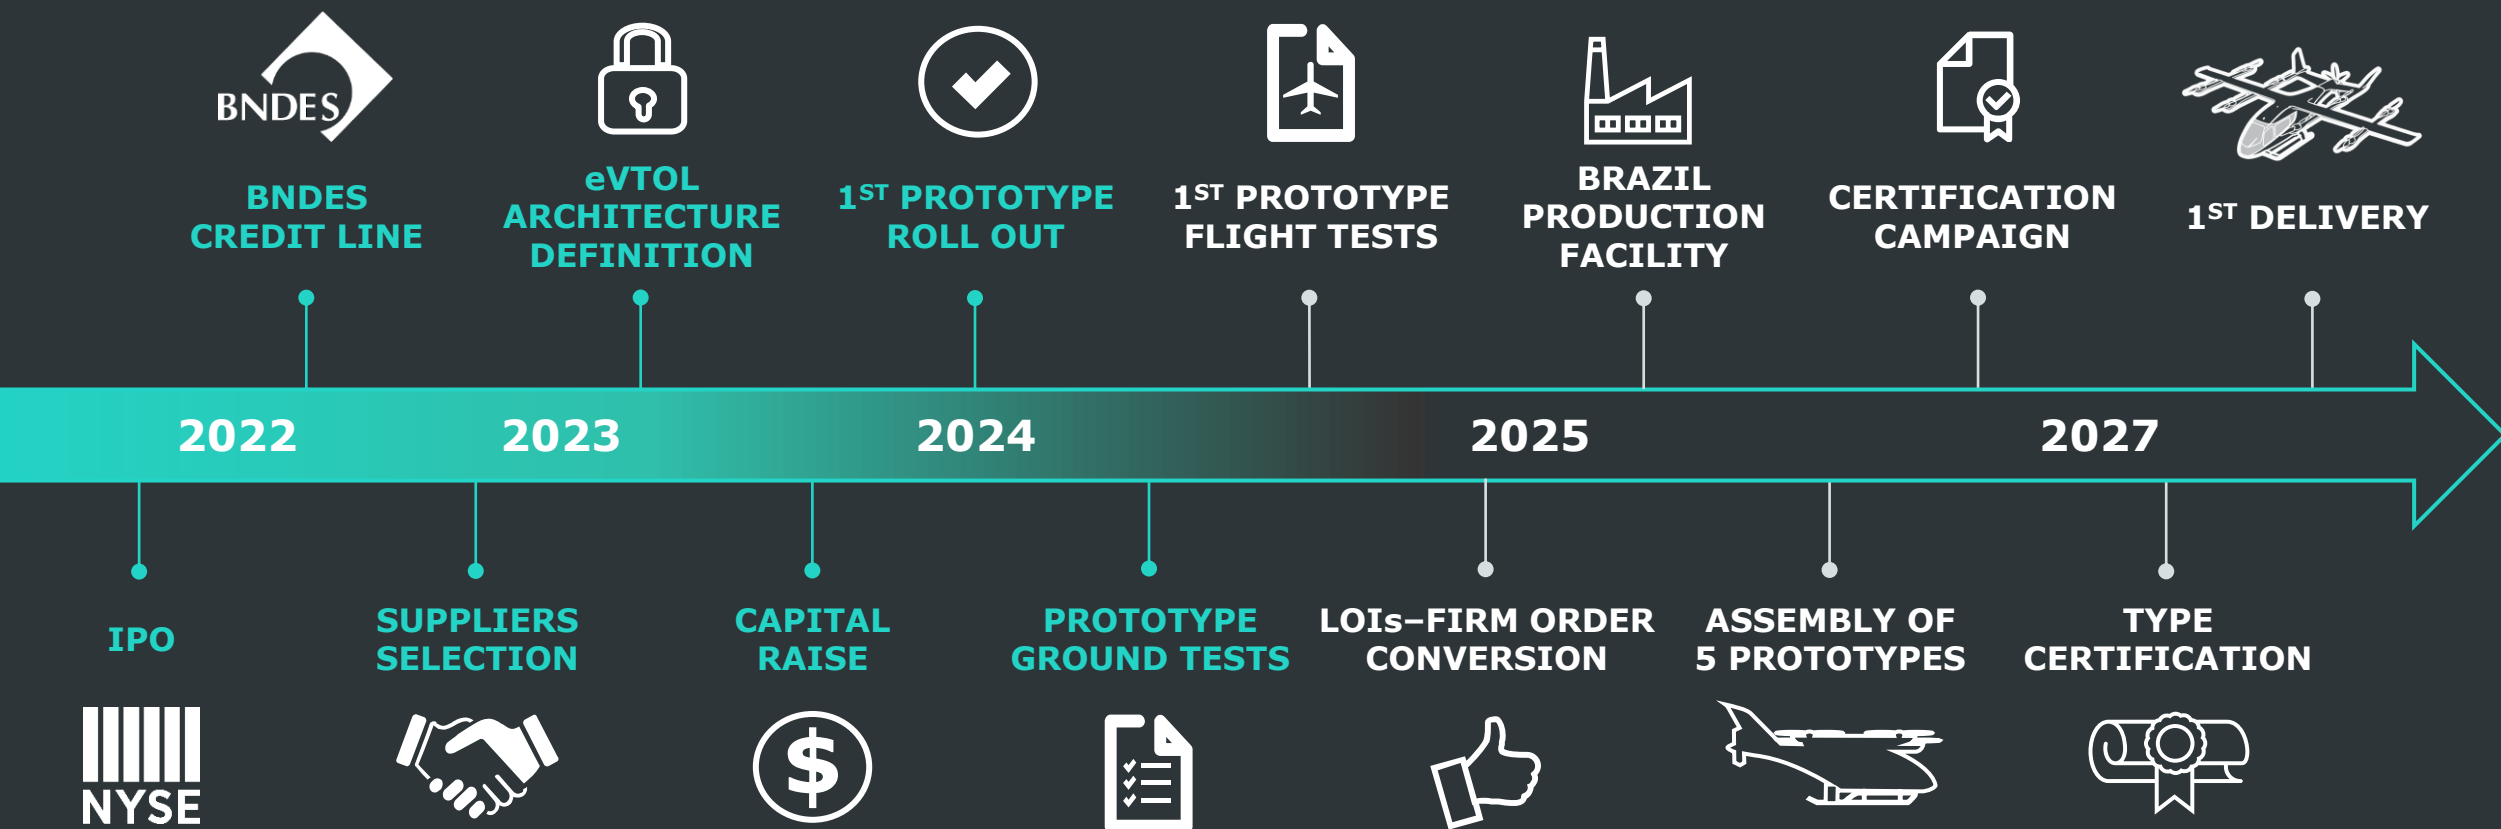 BNDES
BNDES
CREDIT LINE
eVTOL
ARCHITECTURE
DEFINITION
1ST PROTOTYPE
ROLL OUT
1ST PROTOTYPE
FLIGHT TESTS
BRAZIL
PRODUCTION
FACILITY
CERTIFICATION
CAMPAIGN
1ST DELIVERY
2022
2023
2024
2025
2027
IPO
NYSE
SUPPLIERS
SELECTION
CAPITAL
RAISE
$
PROTOTYPE
GROUND TESTS
LOIs–FIRM ORDER
CONVERSION
ASSEMBLY OF
5 PROTOTYPES
TYPE
CERTIFICATION